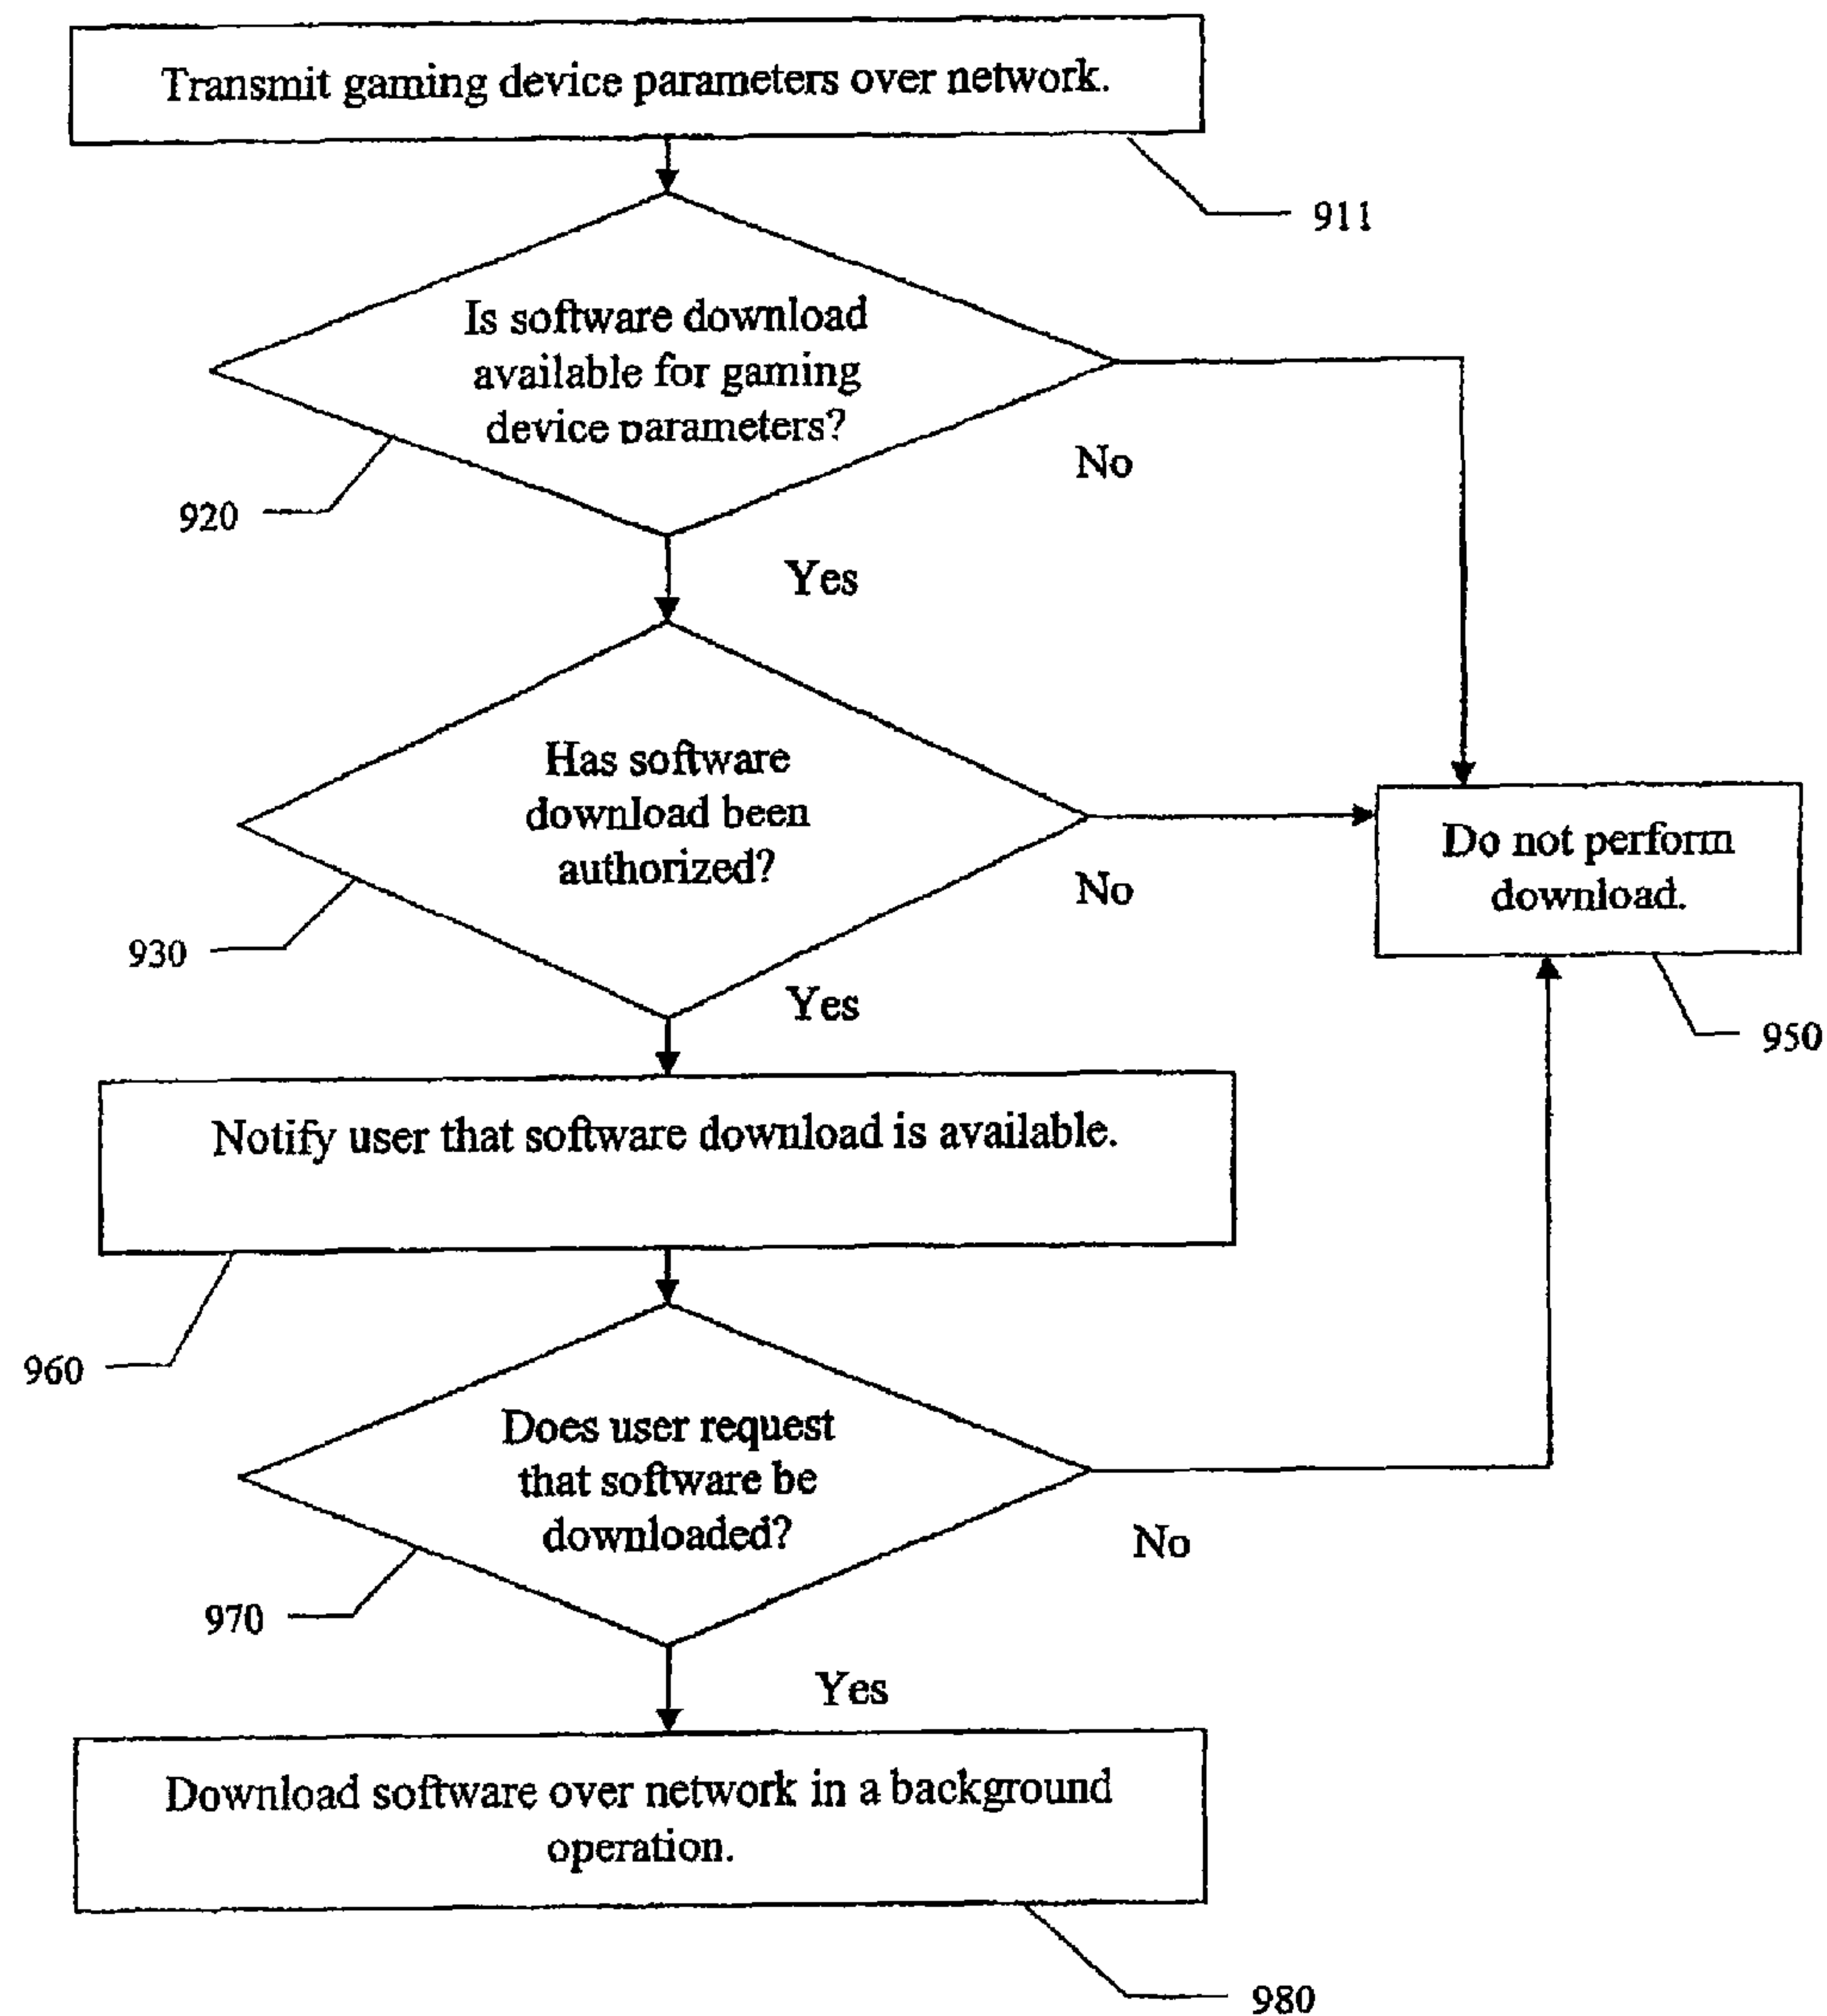 Transmit gaming device parameters over network.
911
Is software download
available for gaming
device parameters?
No
920
Yes
Has software
download been
authorized?
No
Do not perform
download.
930
Yes
950
Notify user that software download is available.
960
Does user request
that software be
downloaded?
No
970
Yes
Download software over network in a background
operation.
980